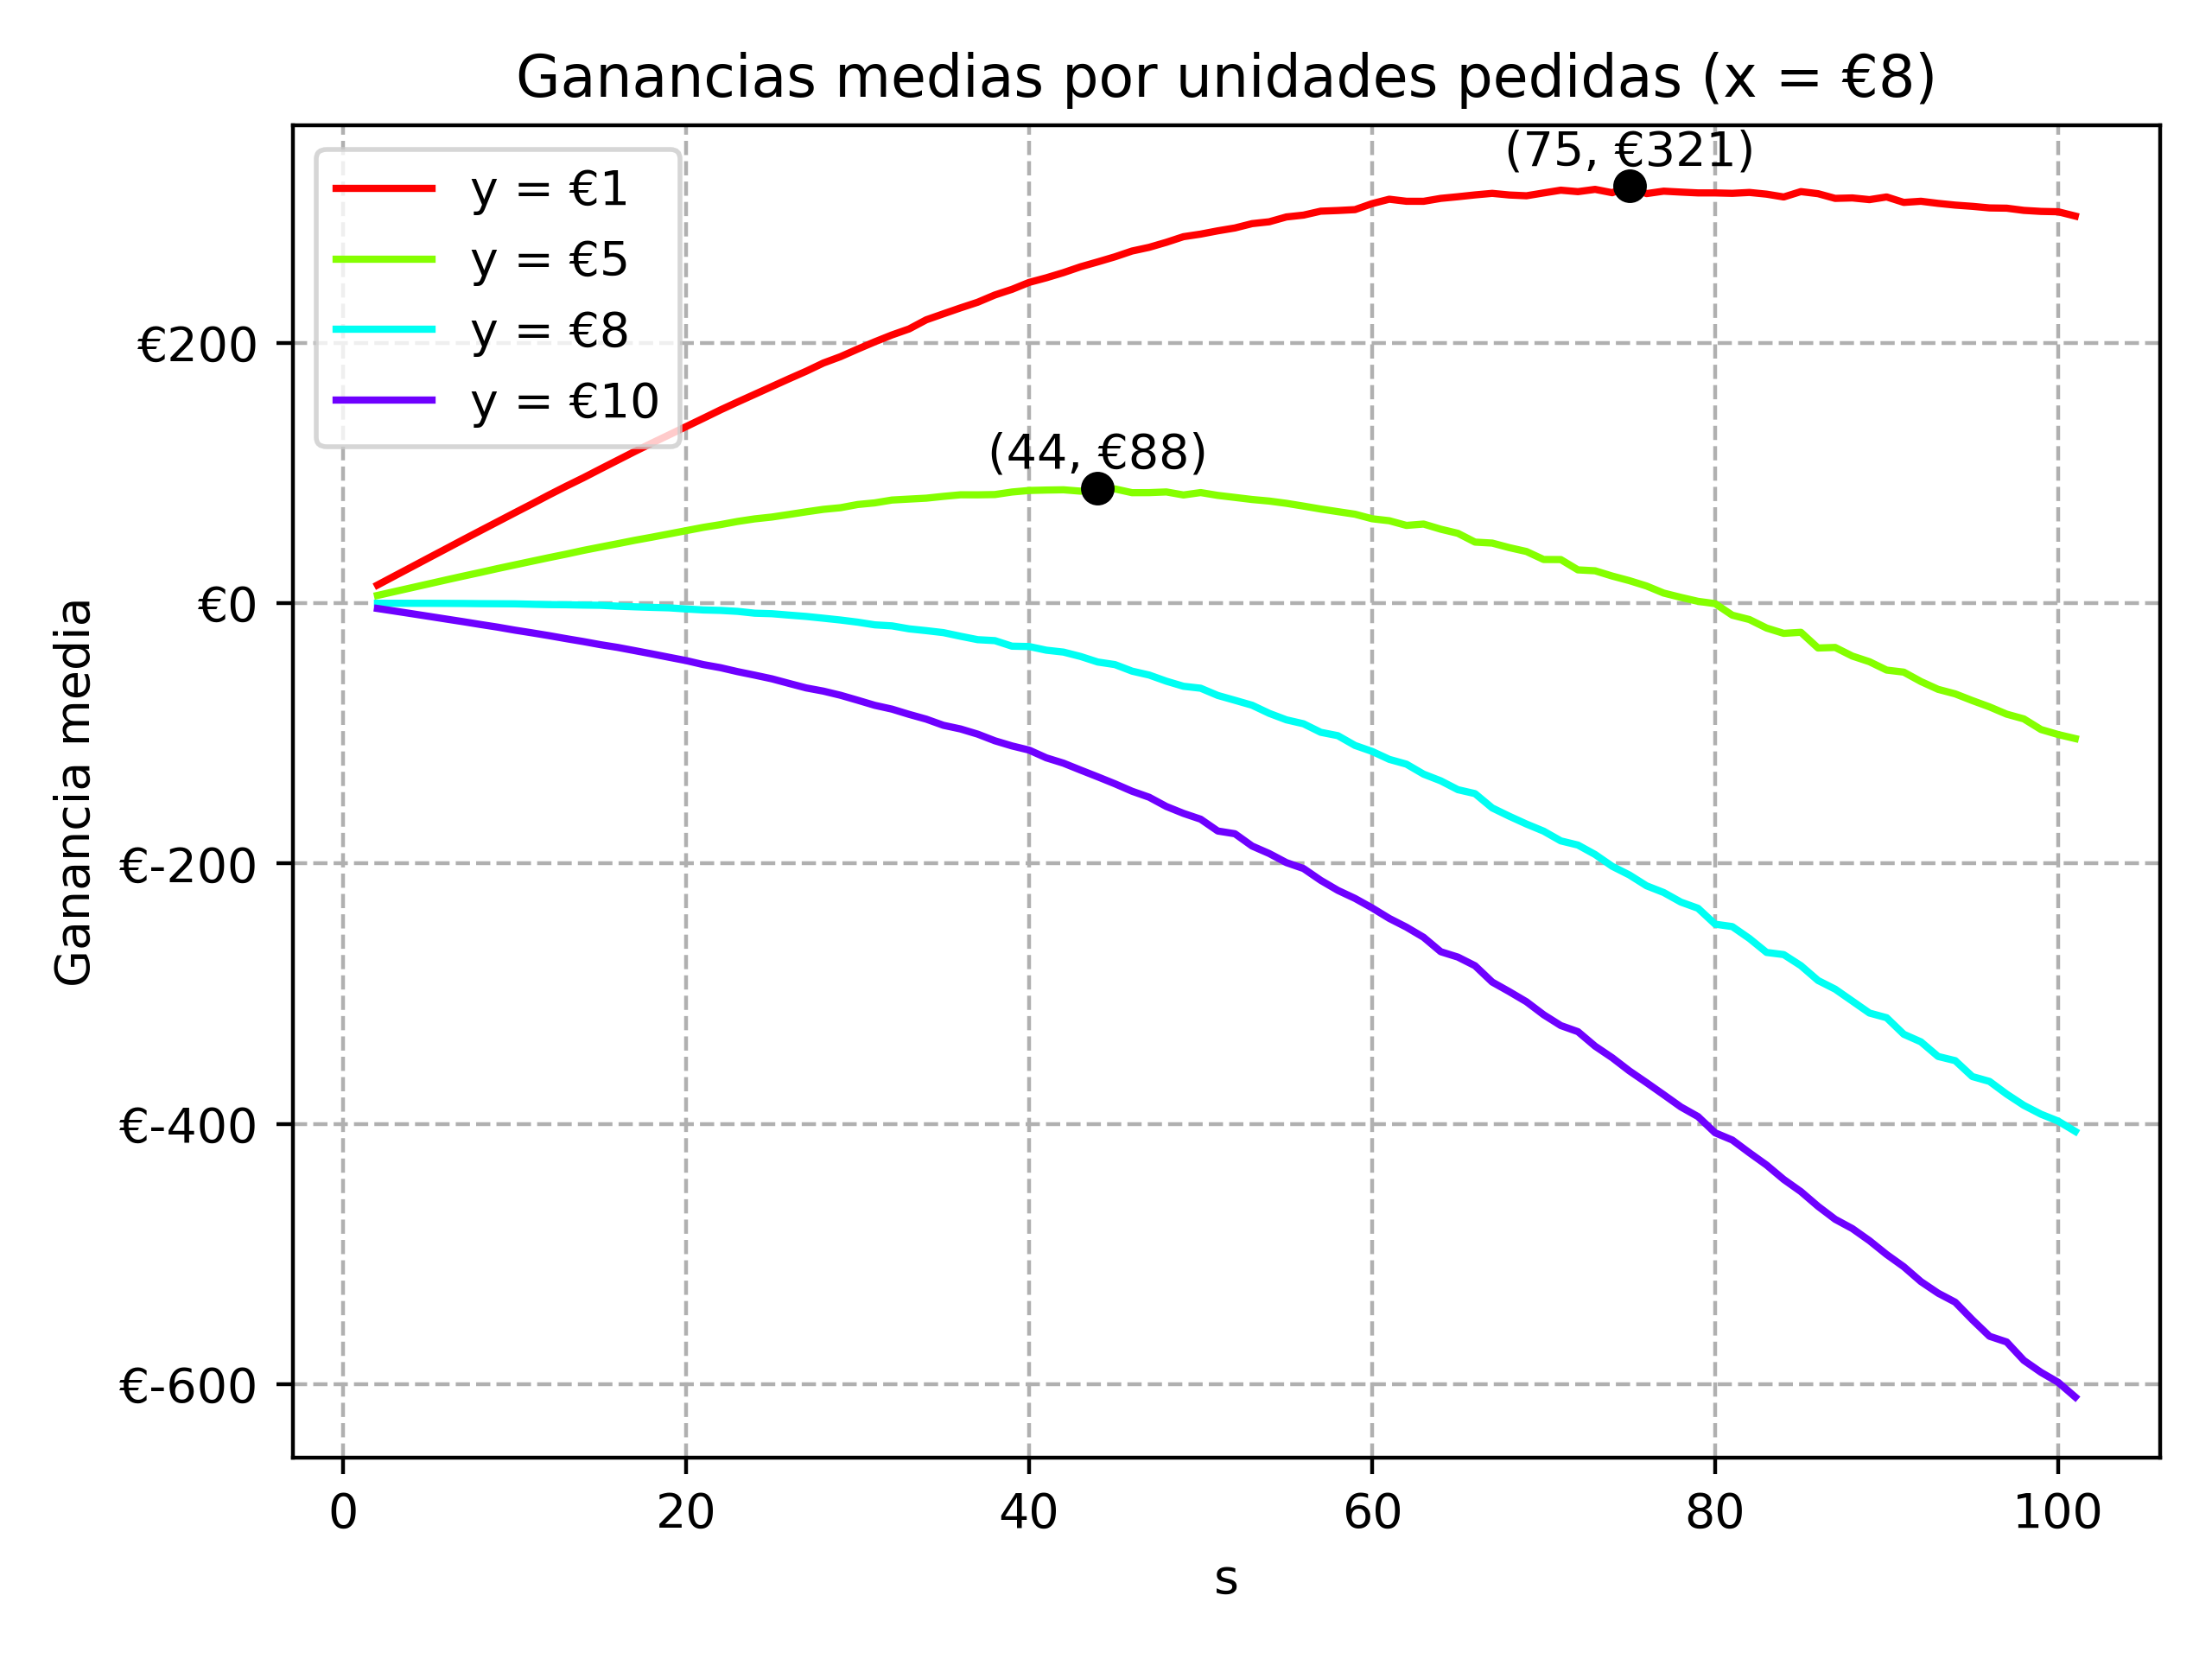 Ganancias medias por unidades pedidas (x = €8)
(75, €321)
y = €1
y = €5
y = €8
y = €10
(44, €88)
Ganancia media
€200
€0
€-200
€-400
€-600
0 20 40 60 80 100
s